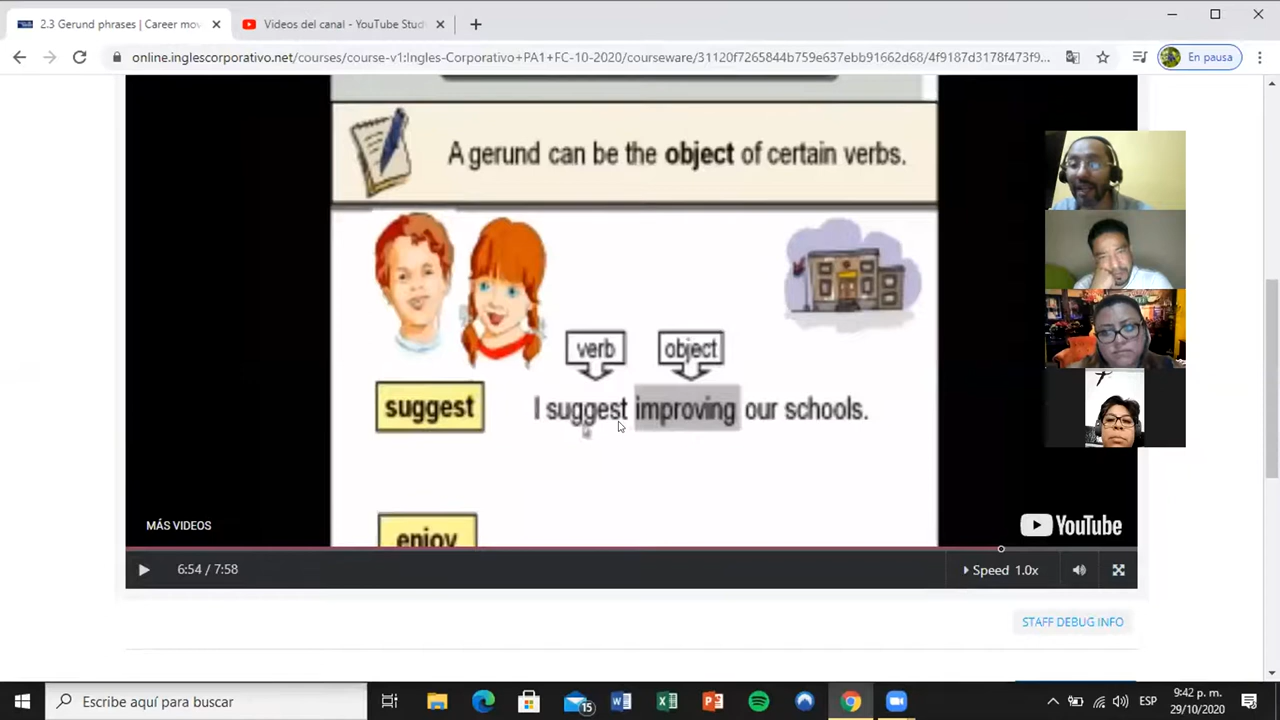 2.3 Gerund phrases | Career mov
Videos del canal - YouTube Stud
online.inglescorporativo.net/courses/course-v1:Ingles-Corporativo+PA1+FC-10-2020/courseware/31120f7265844b759e637ebb91662d68/4f9187d3178f473f9...
En pausa
A gerund can be the object of certain verbs.
verb
object
suggest
I suggest improving our schools.
enjoy
MÁS VIDEOS
YouTube
6:54 / 7:58
Speed 1.0x
STAFF DEBUG INFO
Escribe aquí para buscar
15
ESP
9:42 p. m.
29/10/2020